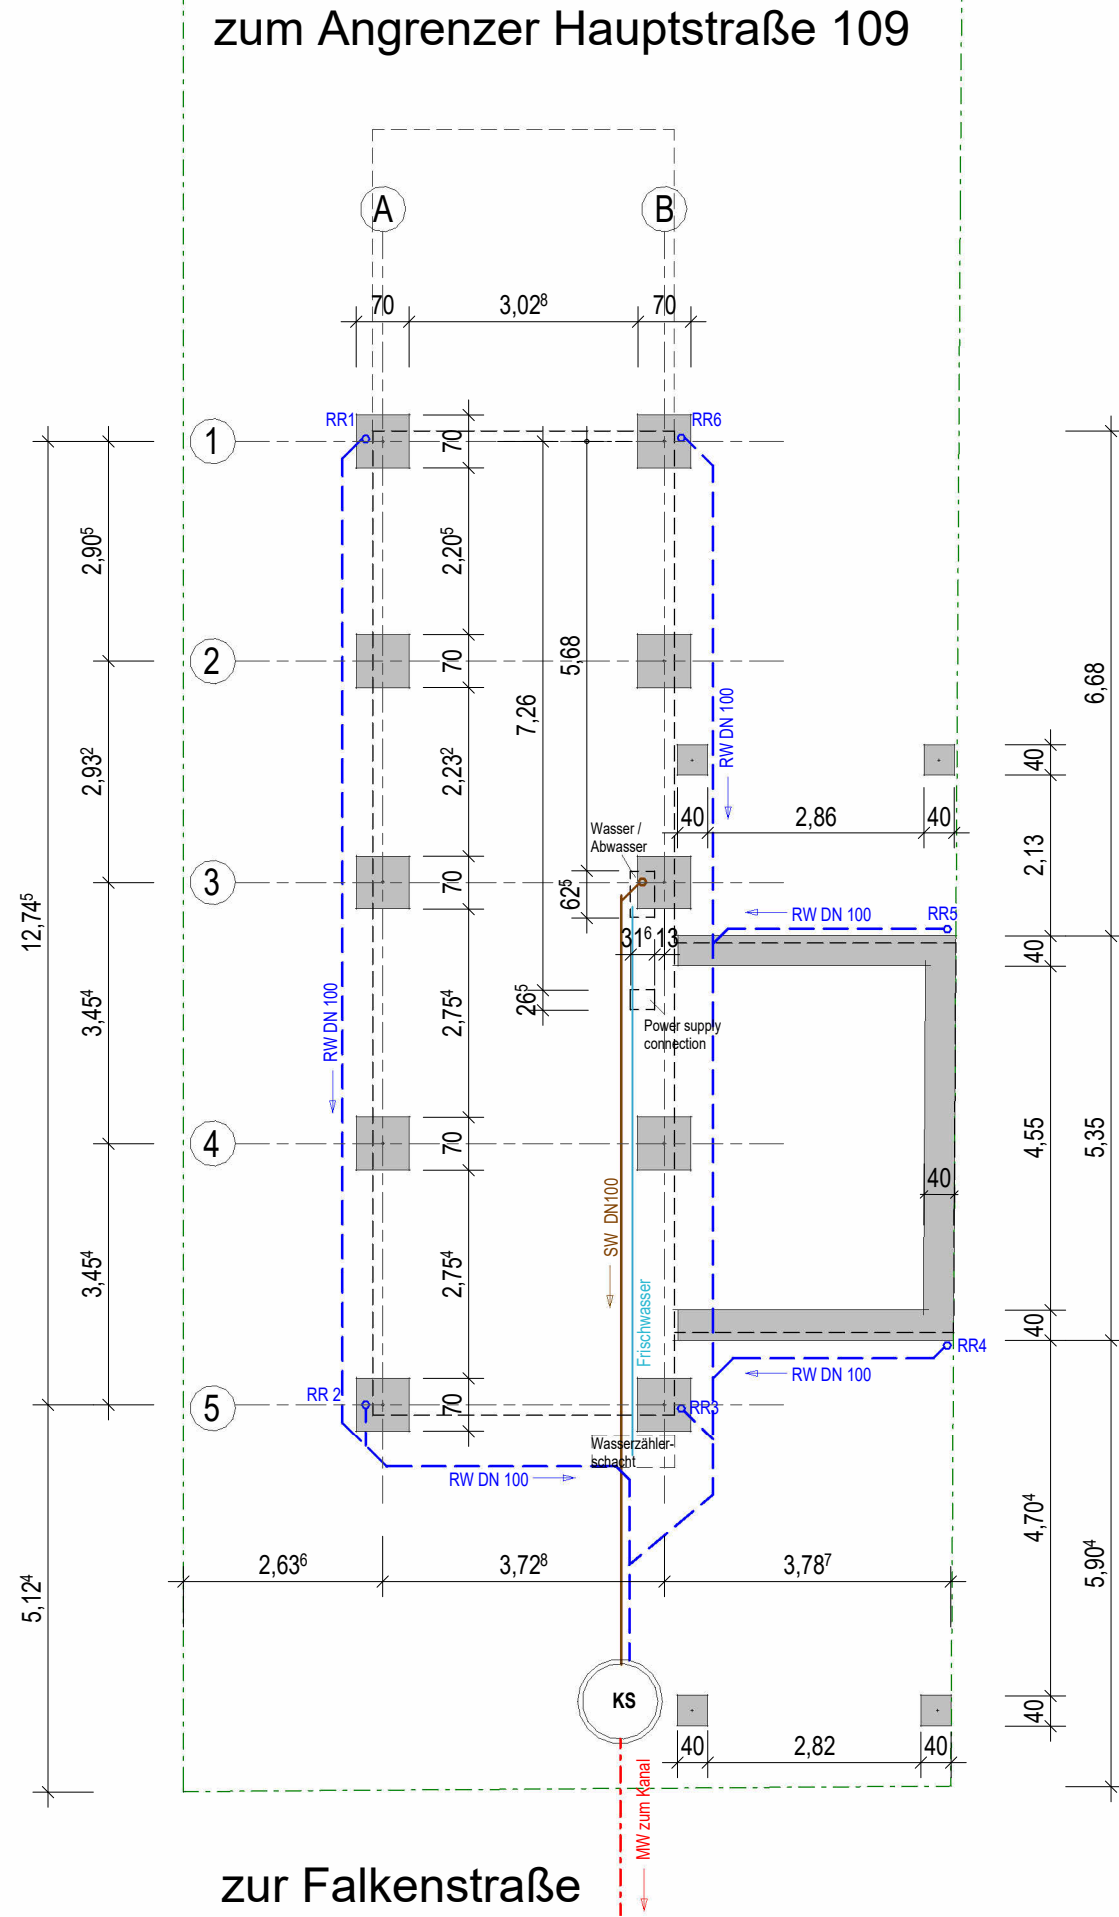 zum Angrenzer Hauptstraße 109
A
B
70
3,02⁸
70
RR1
RR6
1
70
2,90⁵
2,20⁵
2
70
5,68
7,26
6,68
RW DN 100
2,93²
2,23²
40
40
2,86
40
2,13
Wasser /
Abwasser
3
70
62⁵
12,74⁵
RW DN 100
RR5
31⁶
13
40
26⁵
Power supply
connection
RW DN 100
3,45⁴
2,75⁴
4
70
4,55
5,35
40
SW DN100
3,45⁴
2,75⁴
Frischwasser
40
RR4
RW DN 100
RR 2
5
70
RR3
Wasserzähler-
schacht
RW DN 100
4,70⁴
5,90⁴
2,63⁶
3,72⁸
3,78⁷
5,12⁴
KS
40
40
2,82
40
MW zum Kanal
zur Falkenstraße